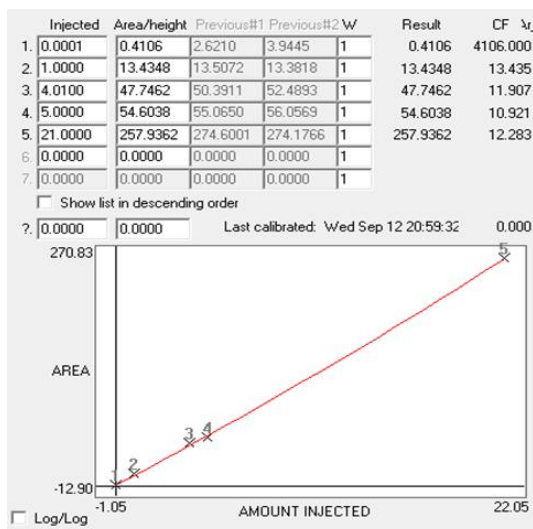 Injected Area/height Previous#1 Previous#2 W Result CF
1. 0.0001 0.4106 2.6210 3.9445 1 0.4106 4106.000
2. 1.0000 13.4348 13.5072 13.3818 1 13.4348 13.435
3. 4.0100 47.7462 50.3911 52.4893 1 47.7462 11.907
4. 5.0000 54.6038 55.0650 56.0569 1 54.6038 10.921
5. 21.0000 257.9362 274.6001 274.1766 1 257.9362 12.283
6. 0.0000 0.0000 0.0000 0.0000 1
7. 0.0000 0.0000 0.0000 0.0000 1
Show list in descending order
?. 0.0000 0.0000 Last calibrated: Wed Sep 12 20:59:32 0.000
270.83
5
AREA
3 4
2
1
-12.90
-1.05 AMOUNT INJECTED 22.05
Log/Log